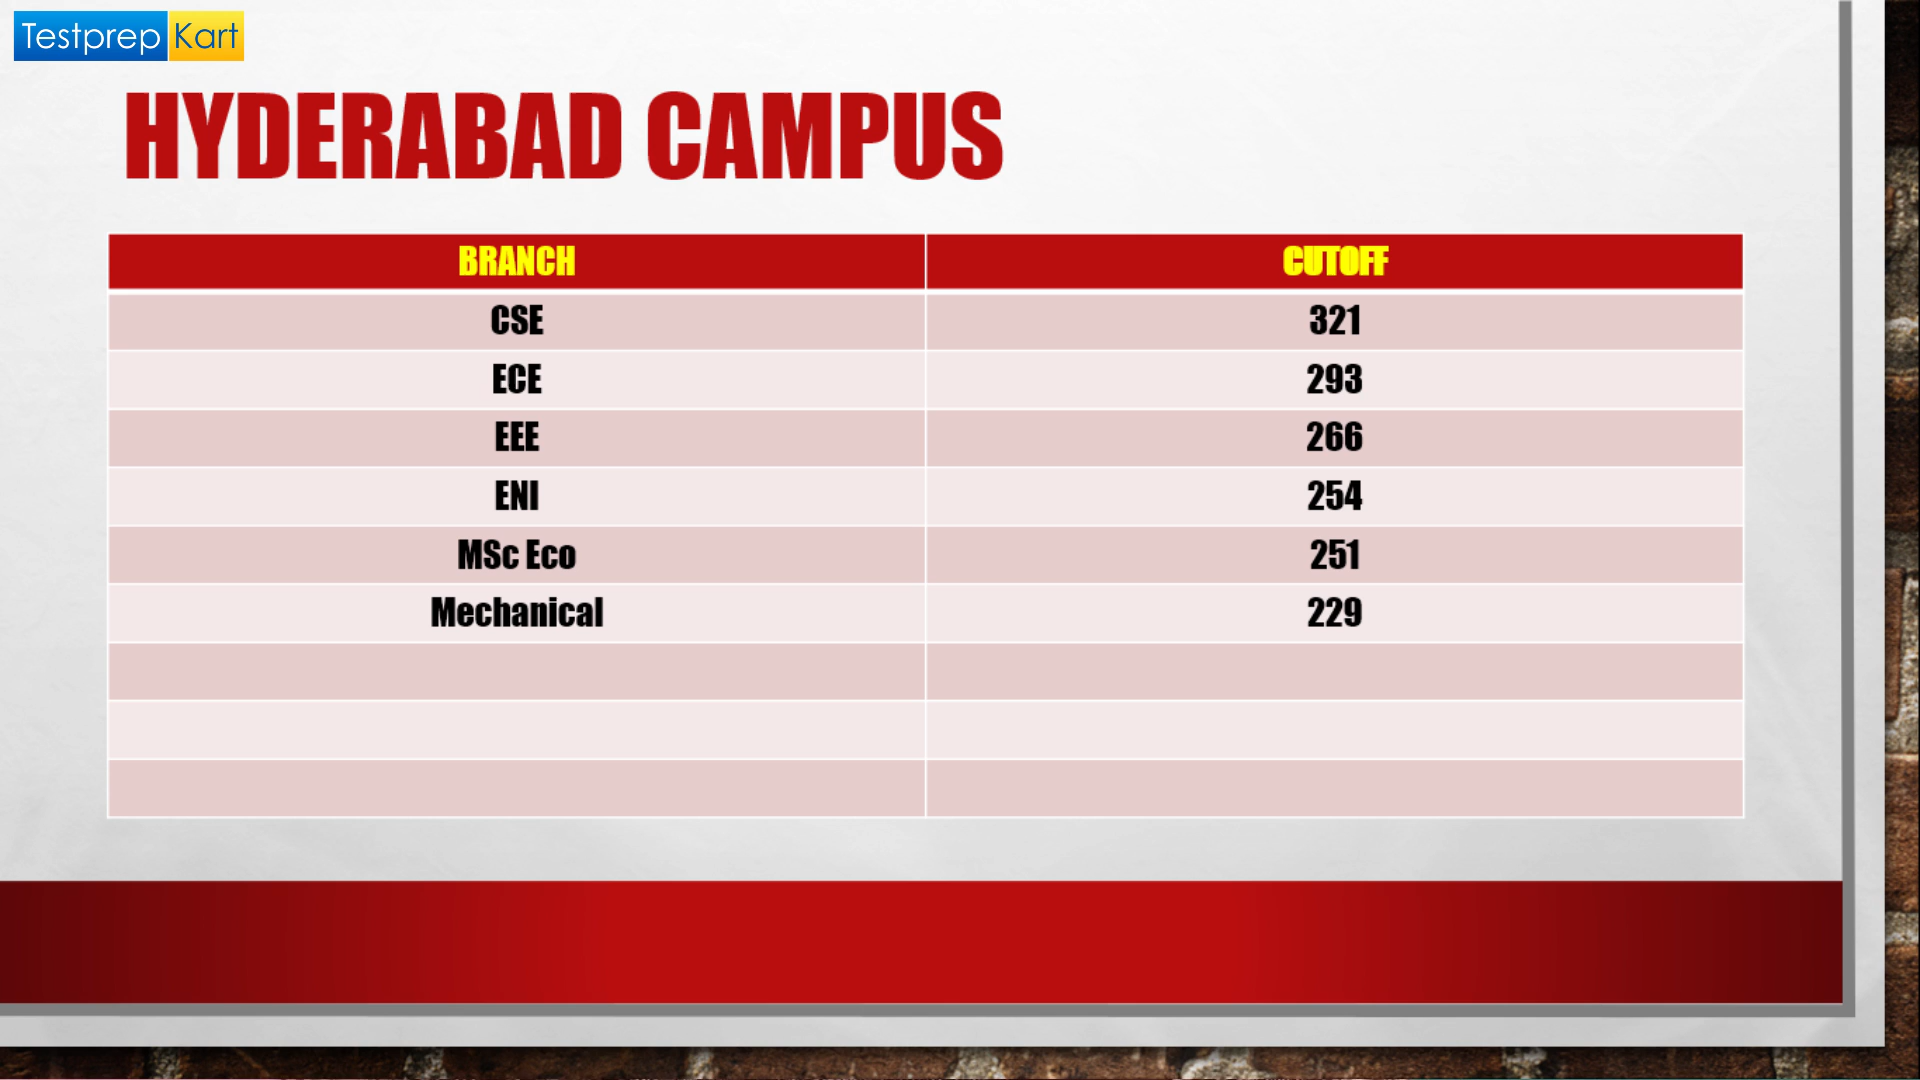 Testprep Kart
HYDERABAD CAMPUS
BRANCH CUTOFF
CSE 321
ECE 293
EEE 266
ENI 254
MSc Eco 251
Mechanical 229